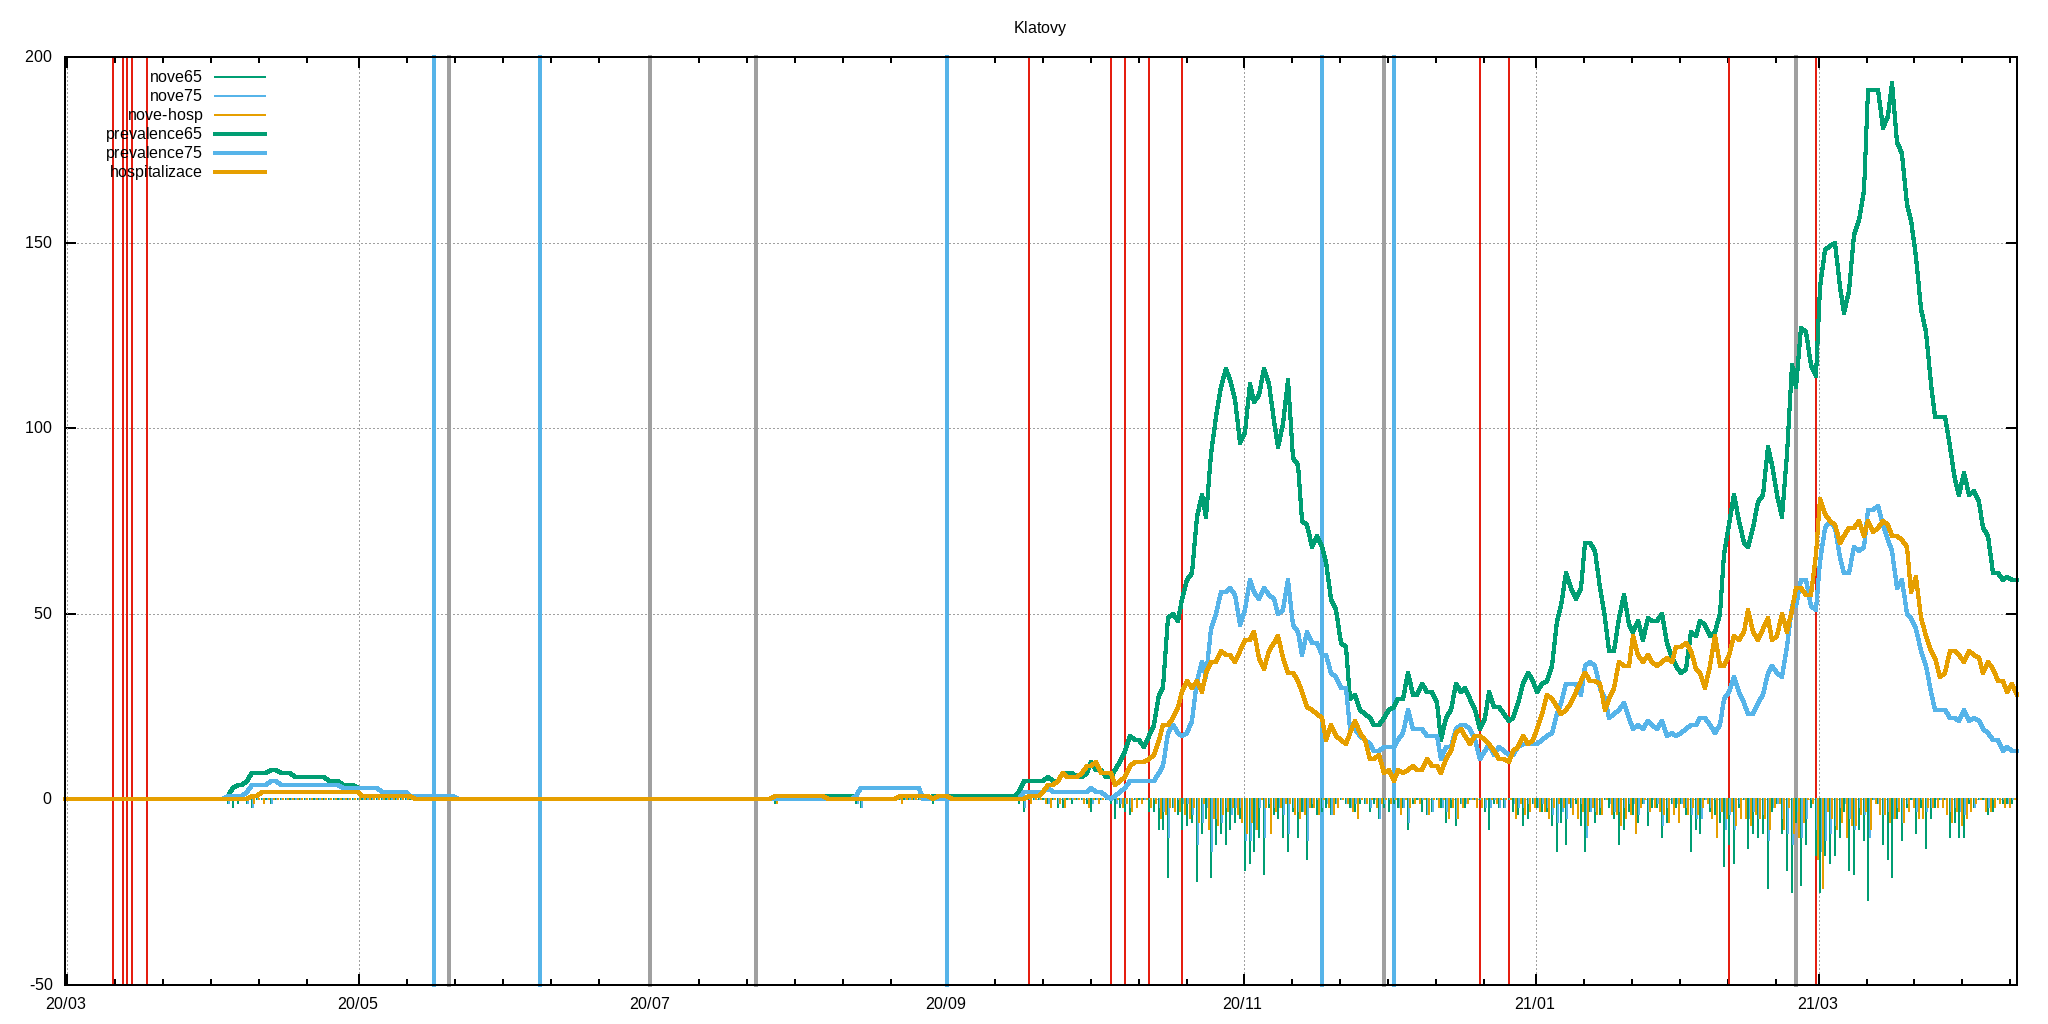 Klatovy
200
150
100
50
0
-50
nove65
nove75
nove-hosp
prevalence65
prevalence75
hospitalizace
20/03 20/05 20/07 20/09 20/11 21/01 21/03